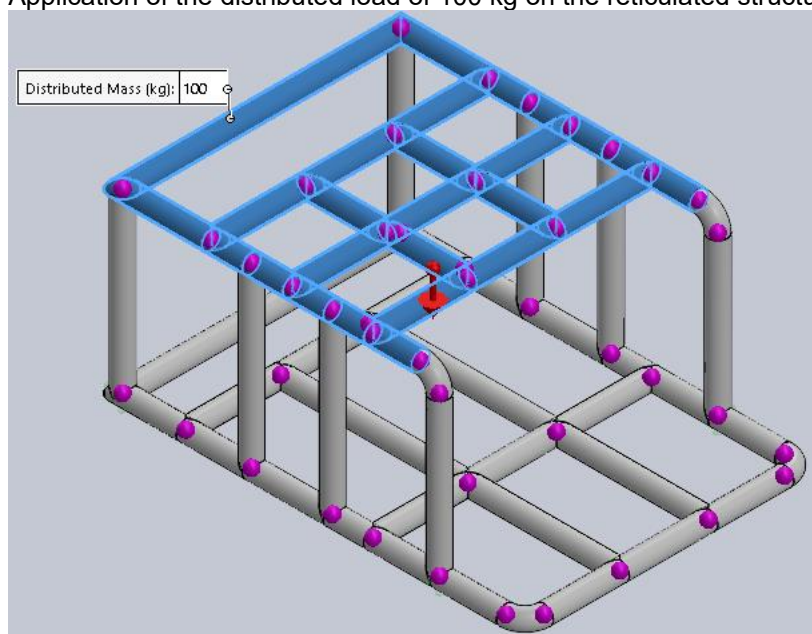 Application of the distributed load of 100 kg on the reticulated structu
Distributed Mass (kg): 100